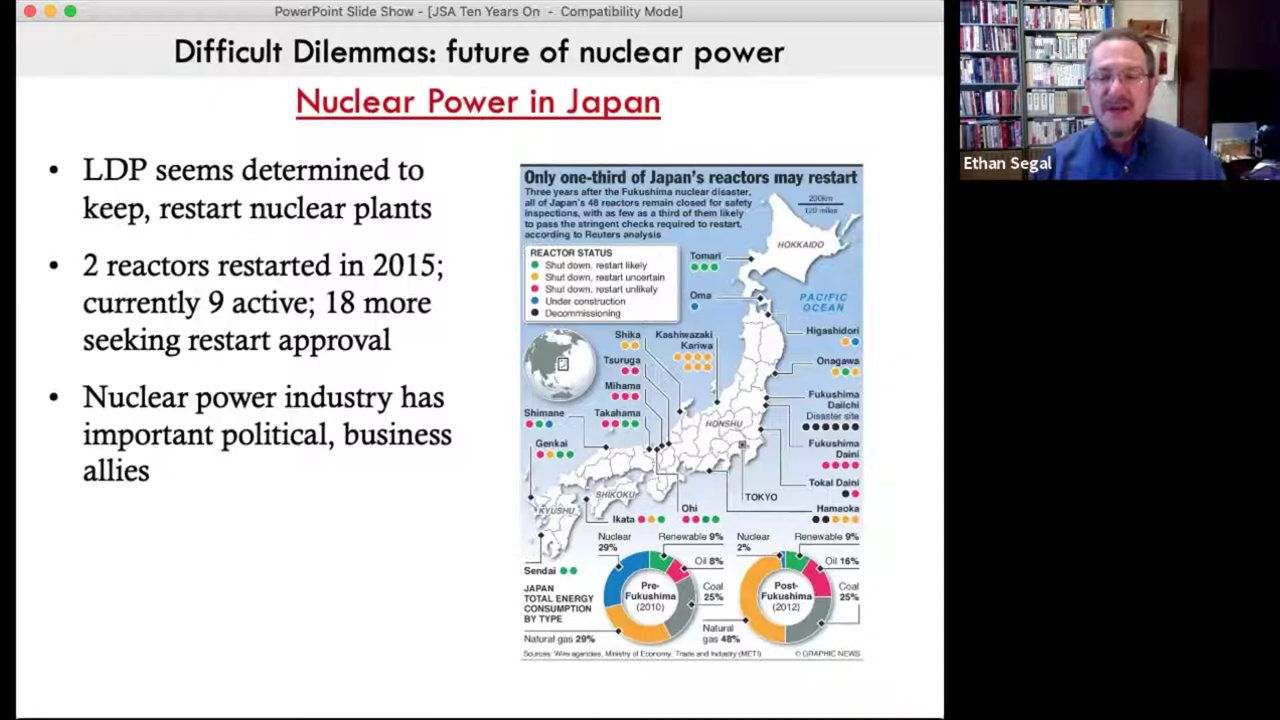 PowerPoint Slide Show - [JSA Ten Years On  -  Compatibility Mode]
Difficult Dilemmas: future of nuclear power
Nuclear Power in Japan
• LDP seems determined to
keep, restart nuclear plants
• 2 reactors restarted in 2015;
currently 9 active; 18 more
seeking restart approval
• Nuclear power industry has
important political, business
allies
Only one-third of Japan's reactors may restart
Three years after the Fukushima nuclear disaster,
all of Japan's 48 reactors remain closed for safety
inspections, with as few as a third of them likely
to pass the stringent checks required to restart,
according to Reuters analysis
200km
120 miles
REACTOR STATUS
Shut down, restart likely
Shut down, restart uncertain
Shut down, restart unlikely
Under construction
Decommissioning
HOKKAIDO
Tomari
Oma
PACIFIC
OCEAN
Higashidori
Shika
Kashiwazaki
Kariwa
Tsuruga
Onagawa
Mihama
Fukushima
Daiichi
Disaster site
Shimane
Takahama
HONSHU
Genkai
Fukushima
Daini
Tokai Daini
SHIKOKU
TOKYO
KYUSHU
Ikata
Ohi
Hamaoka
Sendai
JAPAN
TOTAL ENERGY
CONSUMPTION
BY TYPE
Nuclear
29%
Renewable 9%
Oil 8%
Pre-
Fukushima
(2010)
Coal
25%
Natural gas 29%
Nuclear
2%
Renewable 9%
Oil 16%
Post-
Fukushima
(2012)
Coal
25%
Natural
gas 48%
Sources: Wire agencies, Ministry of Economy, Trade and Industry (METI)
© GRAPHIC NEWS
Ethan Segal